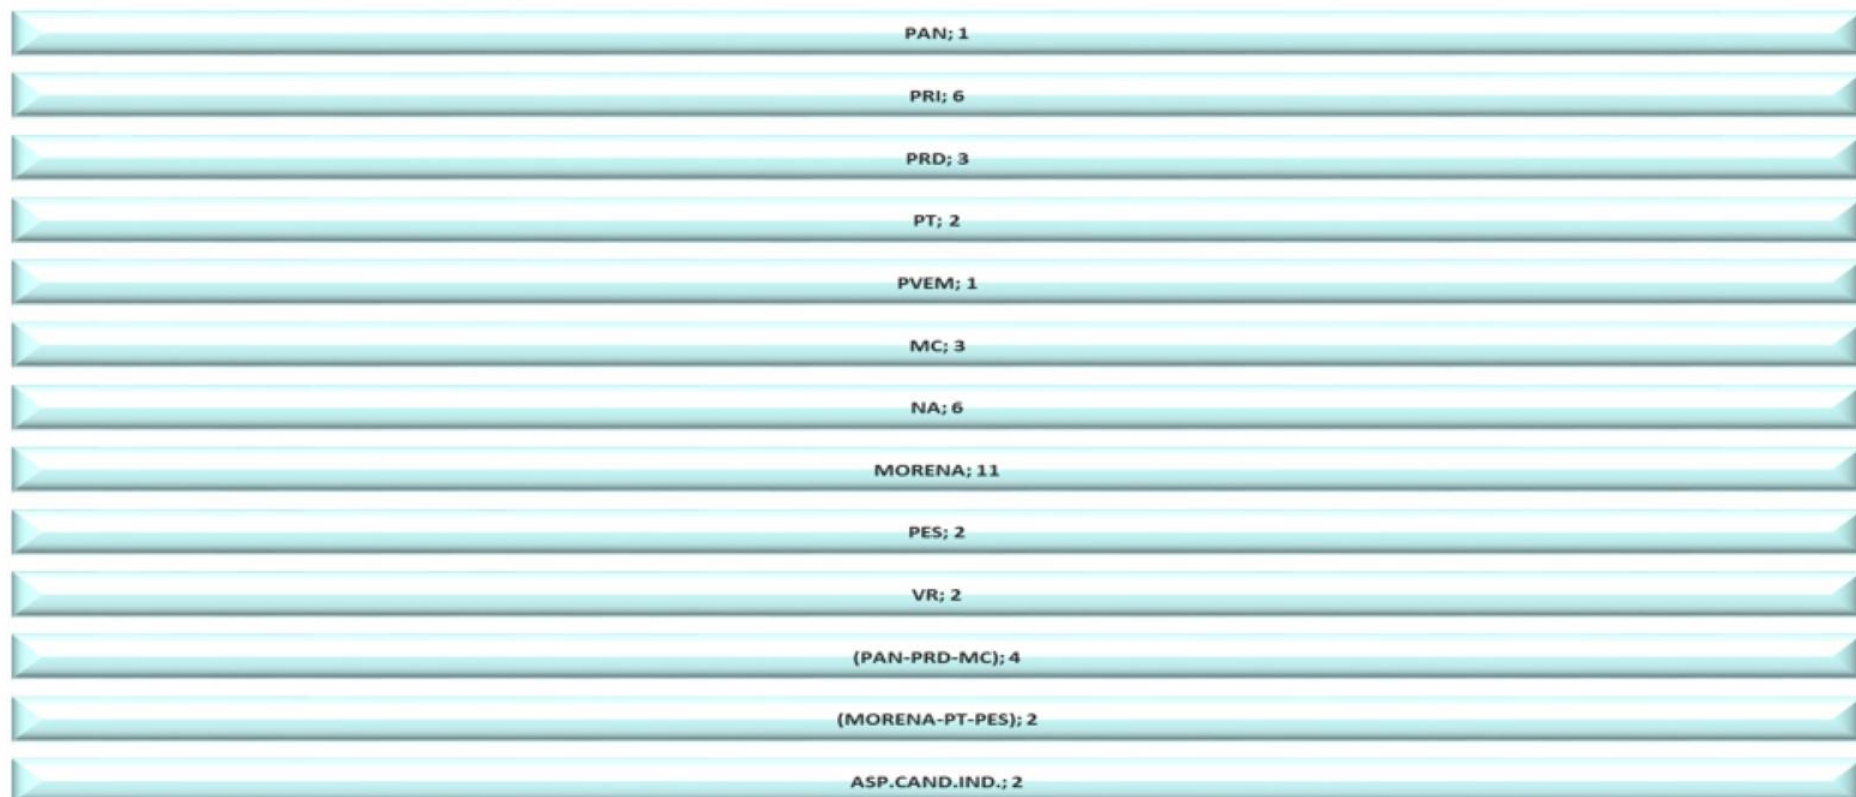 PAN; 1
PRI; 6
PRD; 3
PT; 2
PVEM; 1
MC; 3
NA; 6
MORENA; 11
PES; 2
VR; 2
(PAN-PRD-MC); 4
(MORENA-PT-PES); 2
ASP.CAND.IND.; 2